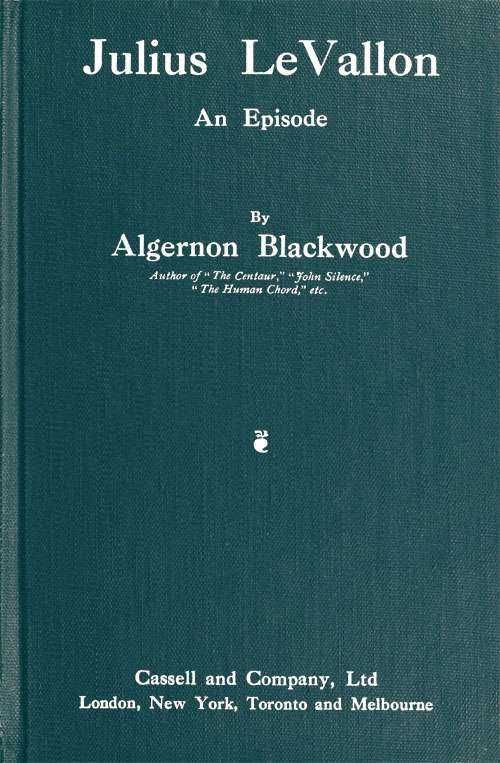 Julius LeVallon
An Episode
By
Algernon Blackwood
Author of "The Centaur," "John Silence,"
"The Human Chord," etc.
Cassell and Company, Ltd
London, New York, Toronto and Melbourne